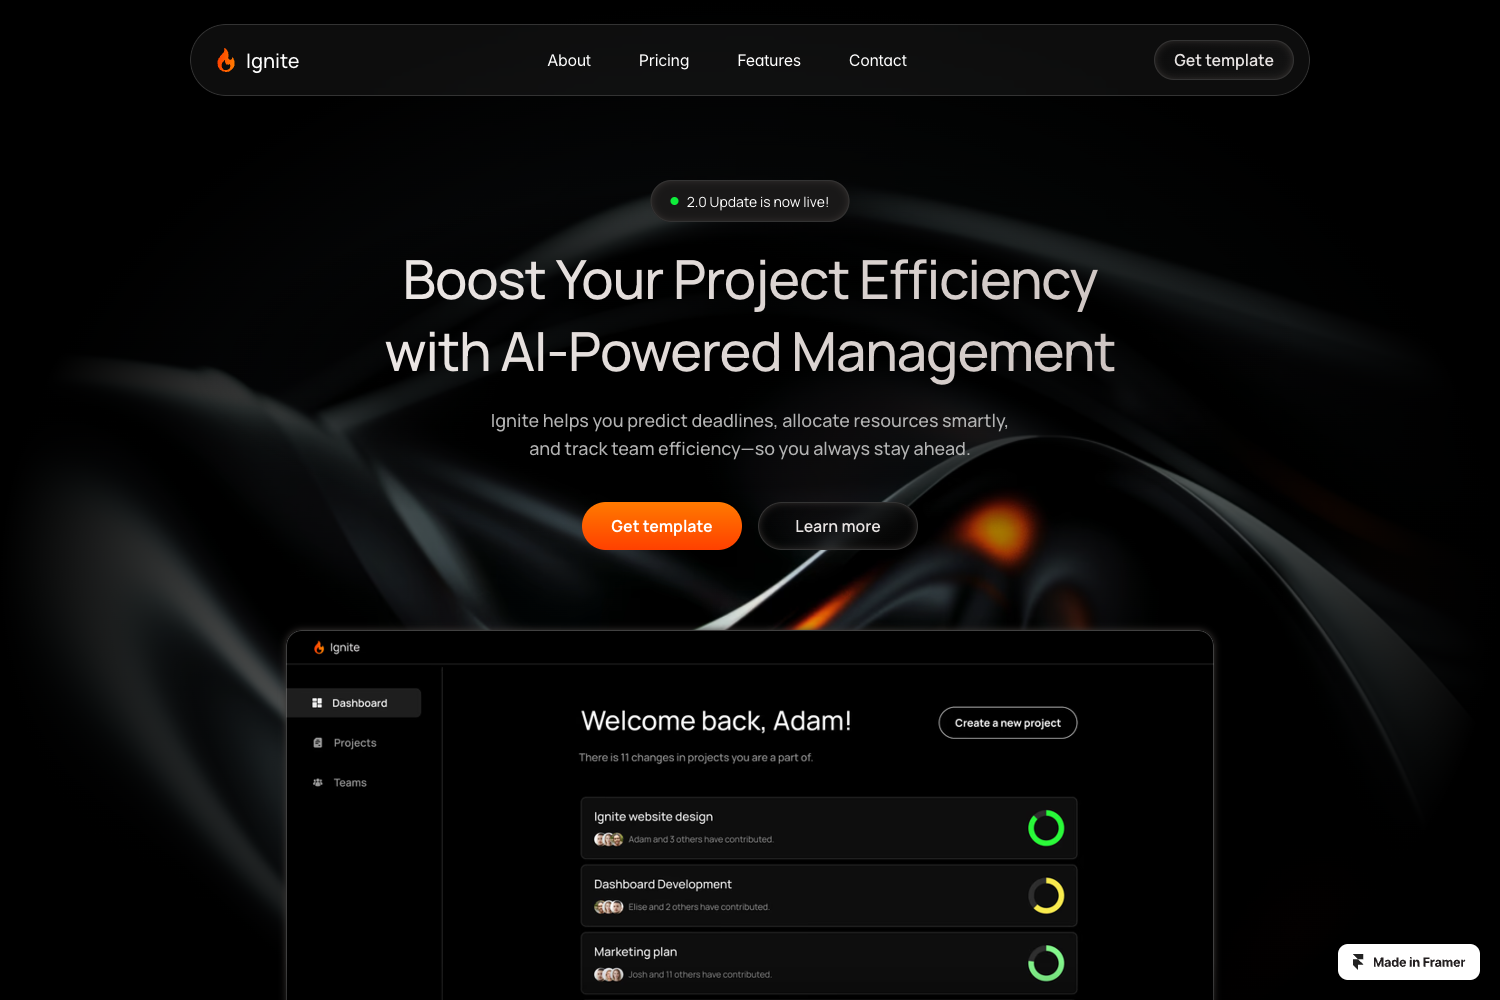 Ignite
About
Pricing
Features
Contact
Get template
2.0 Update is now live!
Boost Your Project Efficiency
with AI-Powered Management
Ignite helps you predict deadlines, allocate resources smartly,
and track team efficiency—so you always stay ahead.
Get template
Learn more
Ignite
Dashboard
Projects
Teams
Welcome back, Adam!
Create a new project
There is 11 changes in projects you are a part of.
Ignite website design
Adam and 3 others have contributed.
Dashboard Development
Elise and 2 others have contributed.
Marketing plan
Josh and 11 others have contributed.
Made in Framer